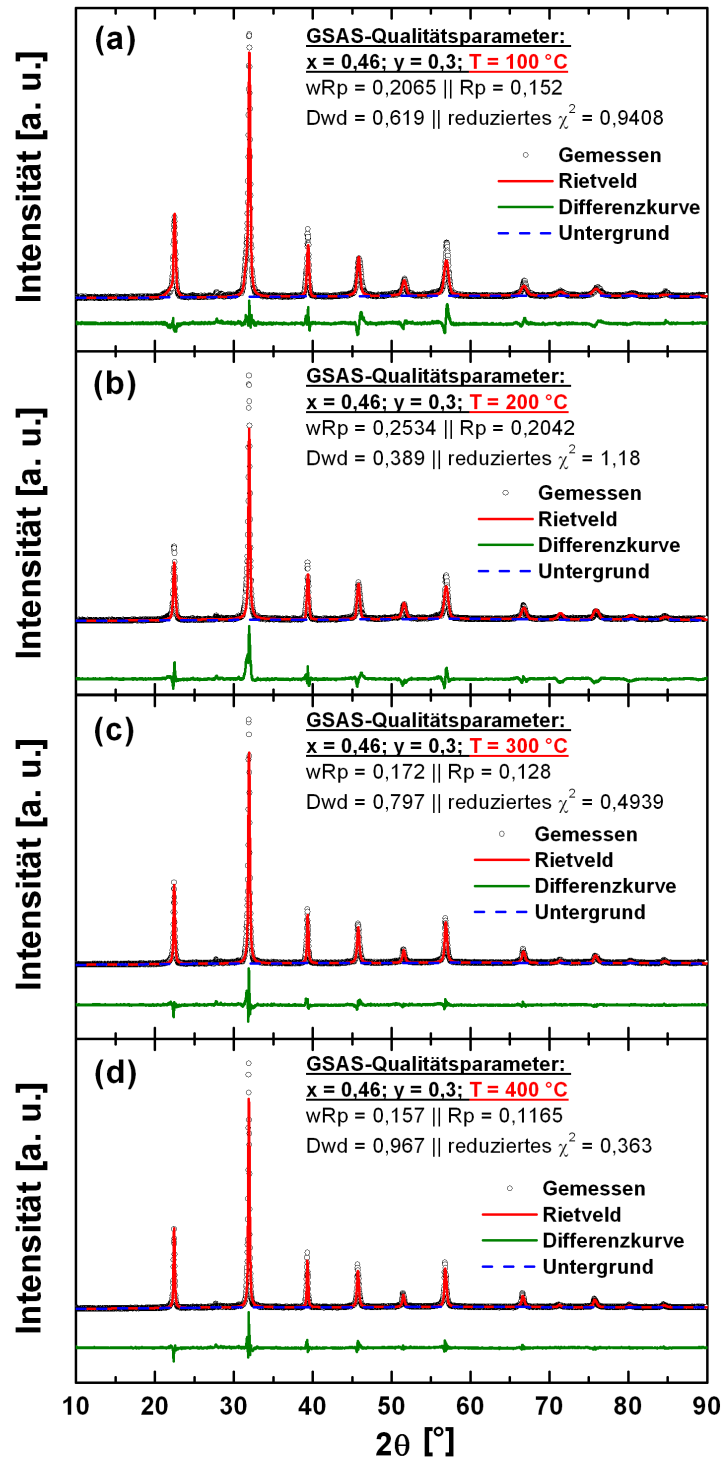 (a)
GSAS-Qualitätsparameter:
x = 0,46; y = 0,3; T = 100 °C
wRp = 0,2065 || Rp = 0,152
Dwd = 0,619 || reduziertes χ² = 0,9408
Gemessen
Rietveld
Differenzkurve
Untergrund
Intensität [a. u.]
(b)
GSAS-Qualitätsparameter:
x = 0,46; y = 0,3; T = 200 °C
wRp = 0,2534 || Rp = 0,2042
Dwd = 0,389 || reduziertes χ² = 1,18
Gemessen
Rietveld
Differenzkurve
Untergrund
Intensität [a. u.]
(c)
GSAS-Qualitätsparameter:
x = 0,46; y = 0,3; T = 300 °C
wRp = 0,172 || Rp = 0,128
Dwd = 0,797 || reduziertes χ² = 0,4939
Gemessen
Rietveld
Differenzkurve
Untergrund
Intensität [a. u.]
(d)
GSAS-Qualitätsparameter:
x = 0,46; y = 0,3; T = 400 °C
wRp = 0,157 || Rp = 0,1165
Dwd = 0,967 || reduziertes χ² = 0,363
Gemessen
Rietveld
Differenzkurve
Untergrund
Intensität [a. u.]
10 20 30 40 50 60 70 80 90
2θ [°]